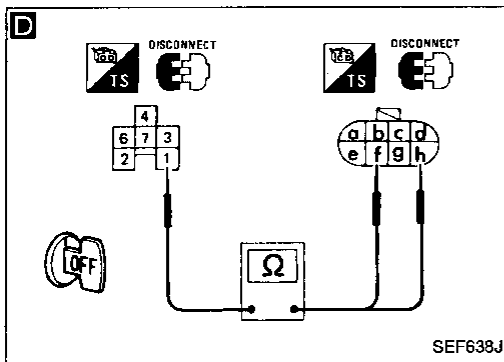 D
DISCONNECT DISCONNECT
TS TS
4
6 7 3
2 1
a b c d
e f g h
OFF
Ω
SEF638J